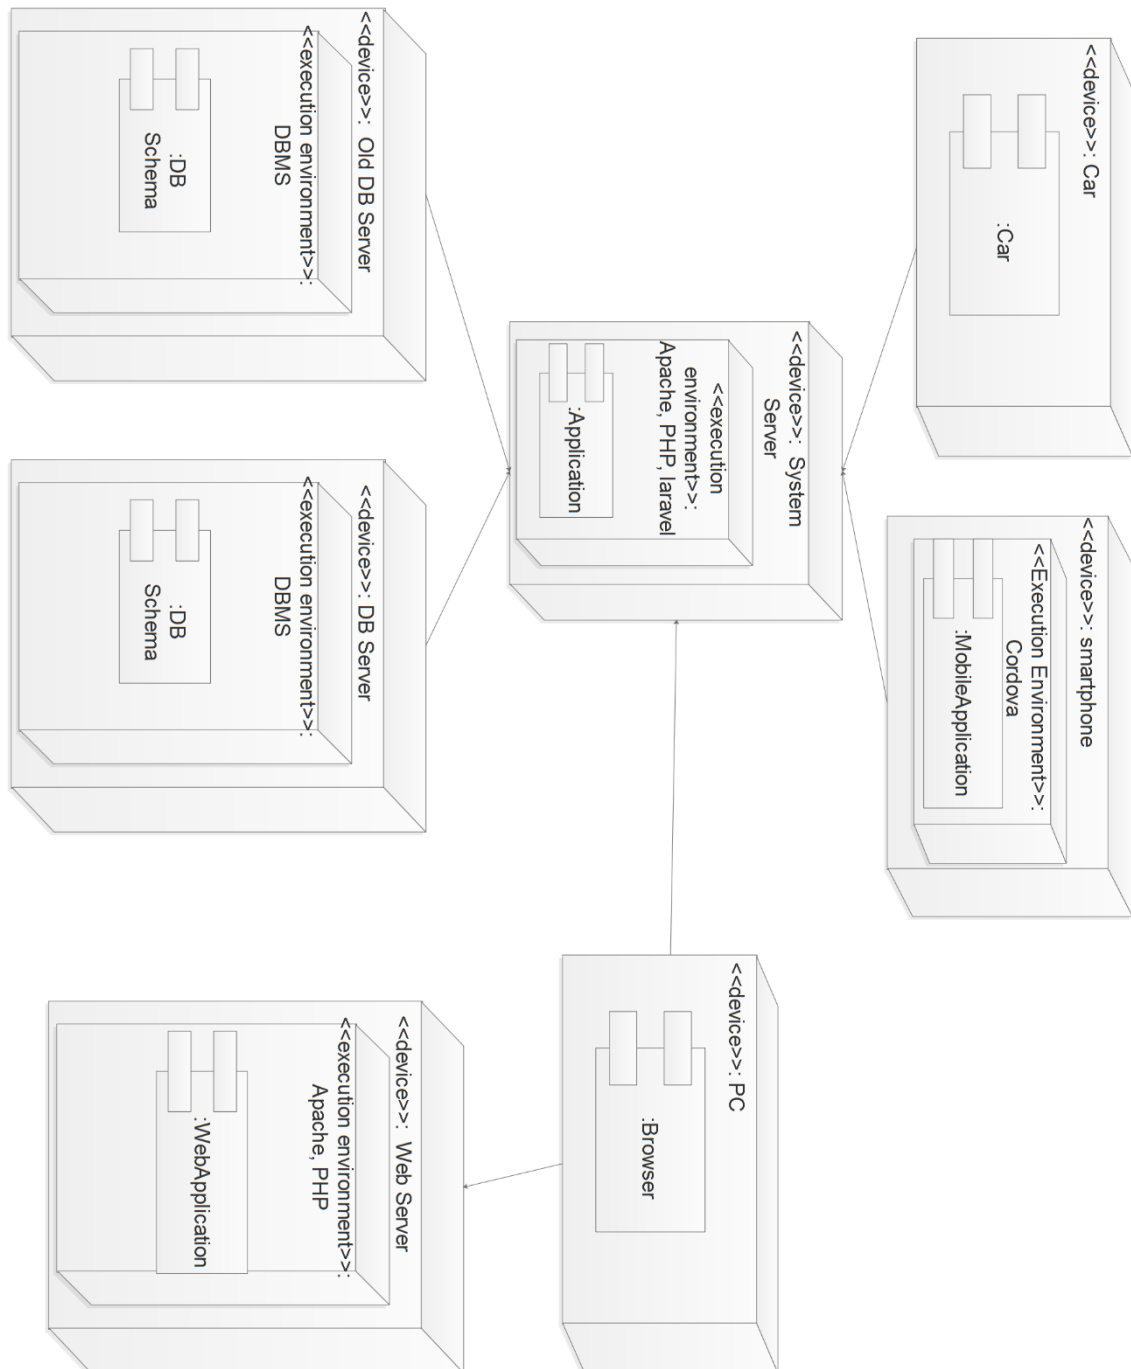 <<device>>: Car
:Car
<<device>>: smartphone
<<Execution Environment>>:
Cordova
:MobileApplication
<<device>>: System
Server
<<execution
environment>>:
Apache, PHP, laravel
:Application
<<device>>: PC
:Browser
<<device>>: Old DB Server
<<execution environment>>:
DBMS
:DB
Schema
<<device>>: DB Server
<<execution environment>>:
DBMS
:DB
Schema
<<device>>: Web Server
<<execution environment>>:
Apache, PHP
:WebApplication